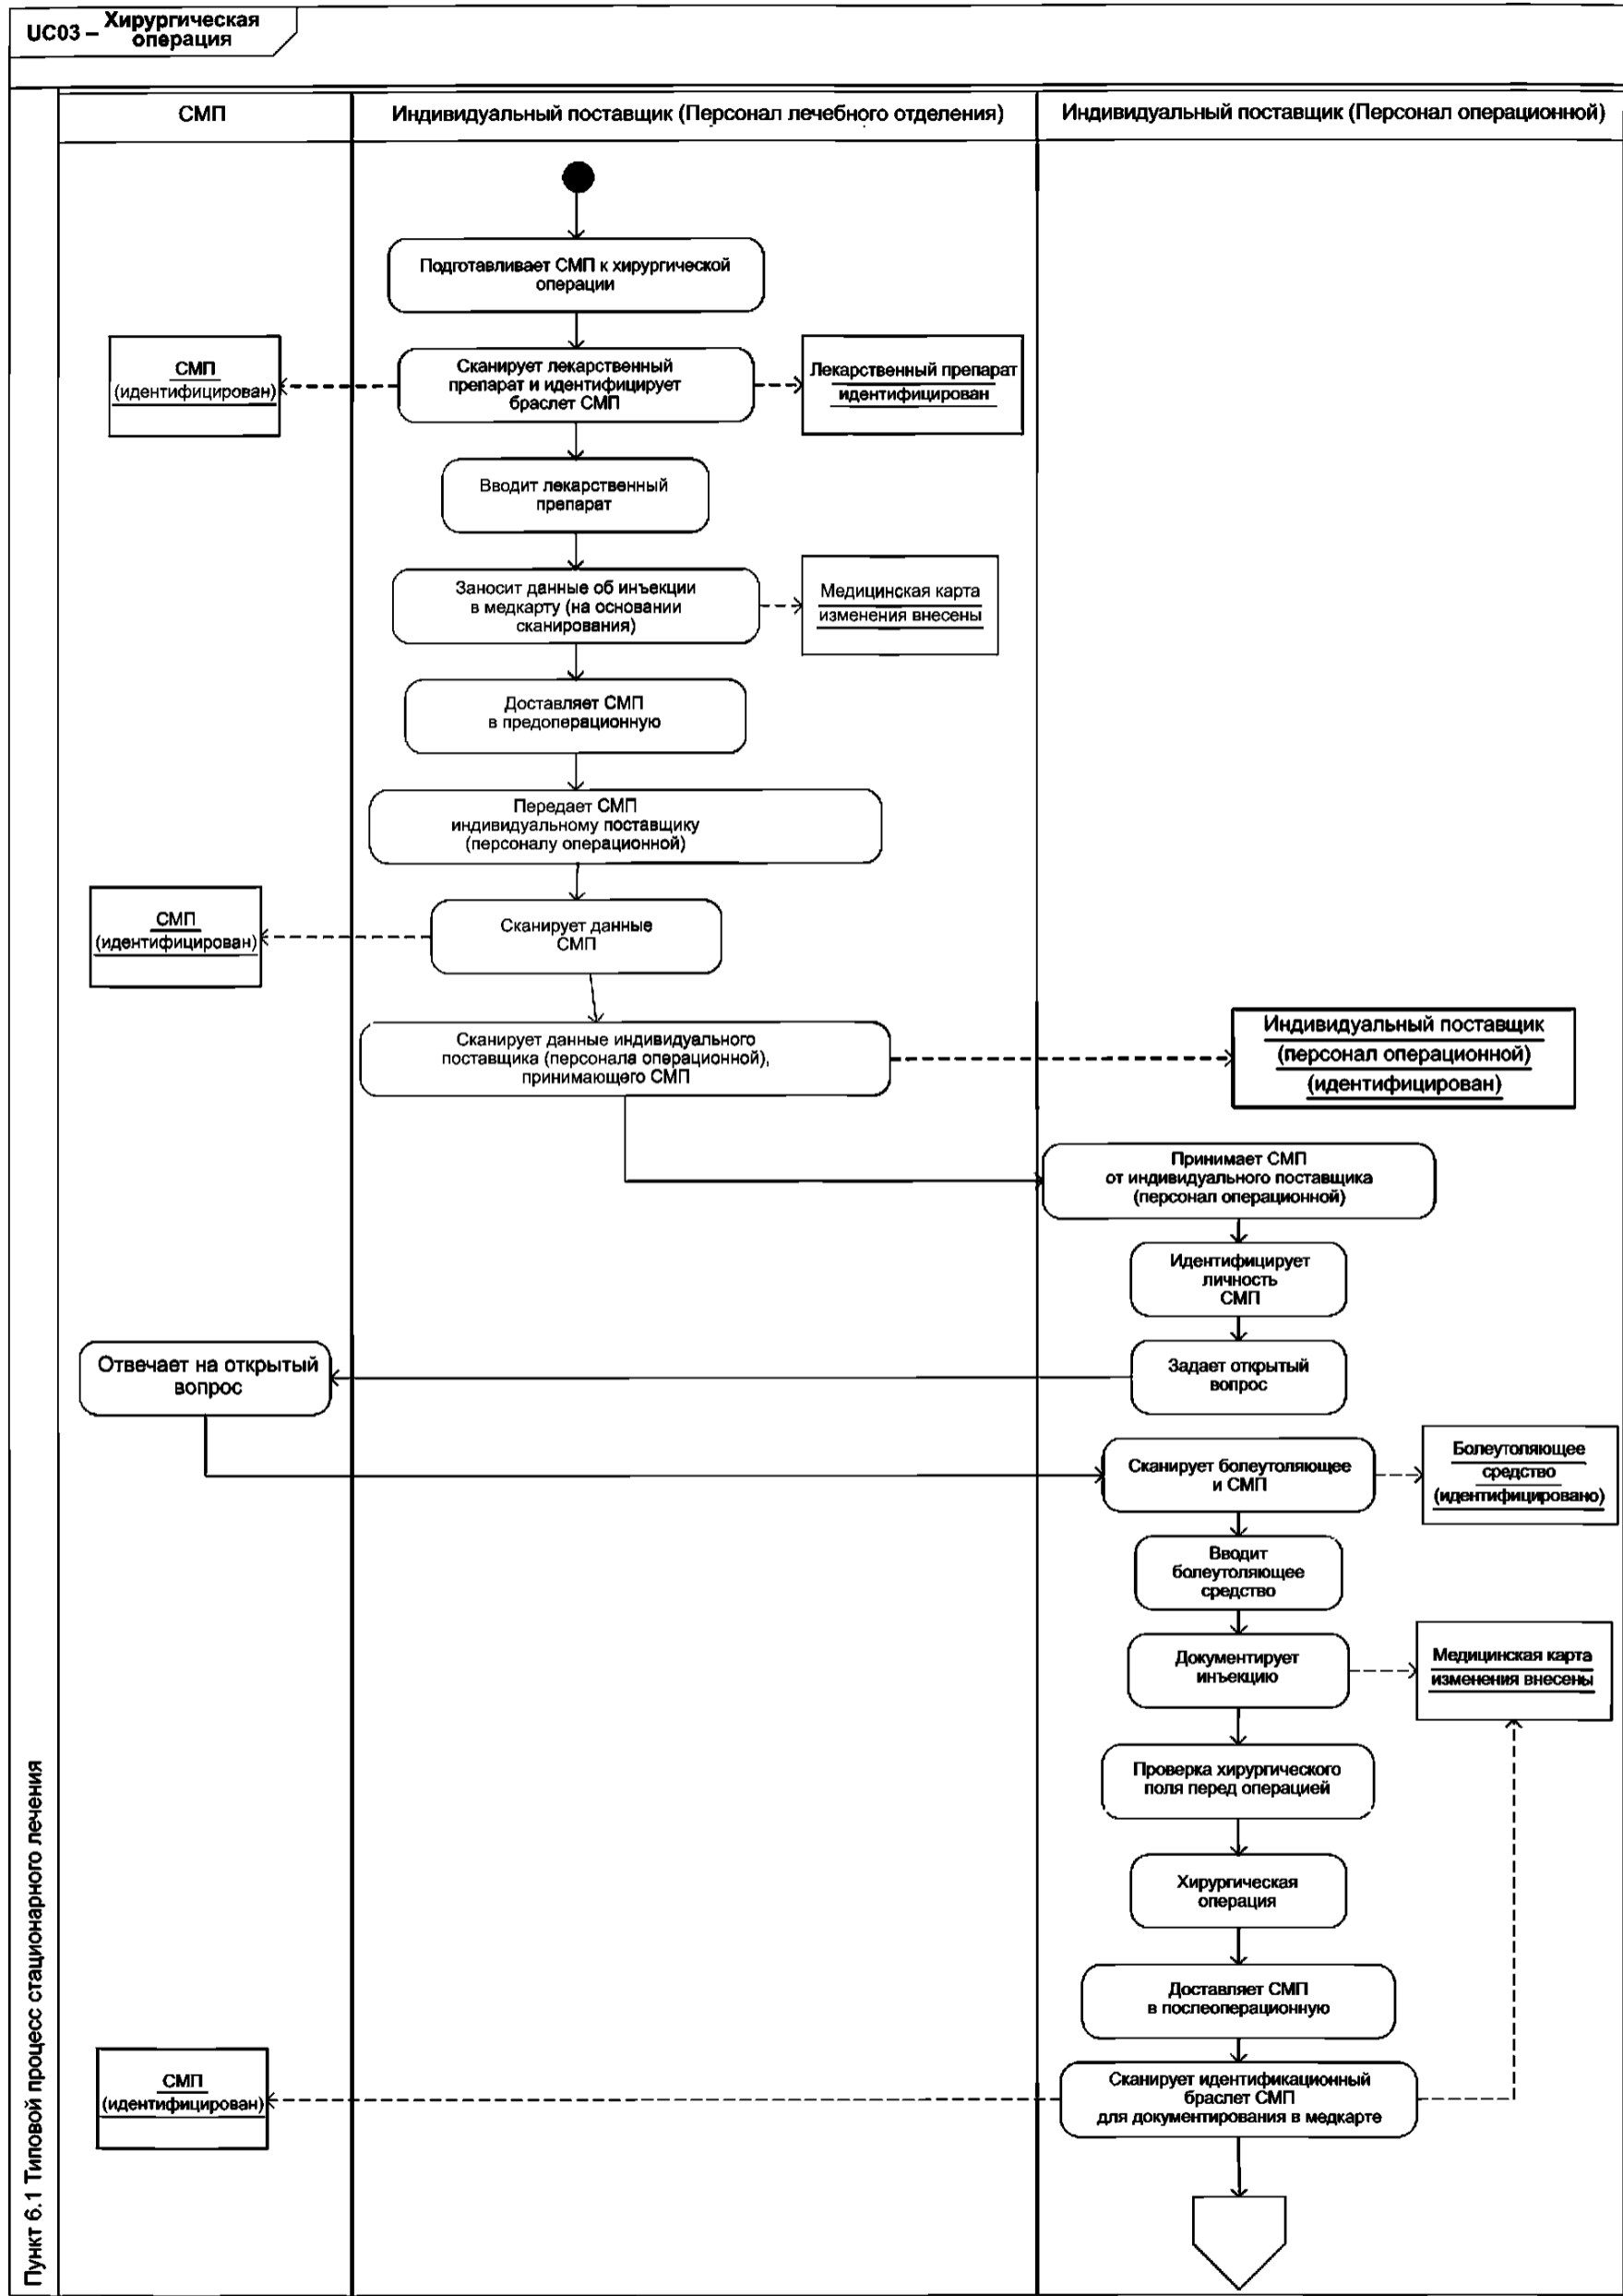 UC03 – Хирургическая
операция
СМП
Индивидуальный поставщик (Персонал лечебного отделения)
Индивидуальный поставщик (Персонал операционной)
Подготавливает СМП к хирургической
операции
СМП
(идентифицирован)
Сканирует лекарственный
препарат и идентифицирует
браслет СМП
Лекарственный препарат
идентифицирован
Вводит лекарственный
препарат
Заносит данные об инъекции
в медкарту (на основании
сканирования)
Медицинская карта
изменения внесены
Доставляет СМП
в предоперационную
Передает СМП
индивидуальному поставщику
(персоналу операционной)
СМП
(идентифицирован)
Сканирует данные
СМП
Сканирует данные индивидуального
поставщика (персонала операционной),
принимающего СМП
Индивидуальный поставщик
(персонал операционной)
(идентифицирован)
Принимает СМП
от индивидуального поставщика
(персонал операционной)
Идентифицирует
личность
СМП
Отвечает на открытый
вопрос
Задает открытый
вопрос
Сканирует болеутоляющее
и СМП
Болеутоляющее
средство
(идентифицировано)
Вводит
болеутоляющее
средство
Документирует
инъекцию
Медицинская карта
изменения внесены
Проверка хирургического
поля перед операцией
Хирургическая
операция
Доставляет СМП
в послеоперационную
СМП
(идентифицирован)
Сканирует идентификационный
браслет СМП
для документирования в медкарте
Пункт 6.1 Типовой процесс стационарного лечения